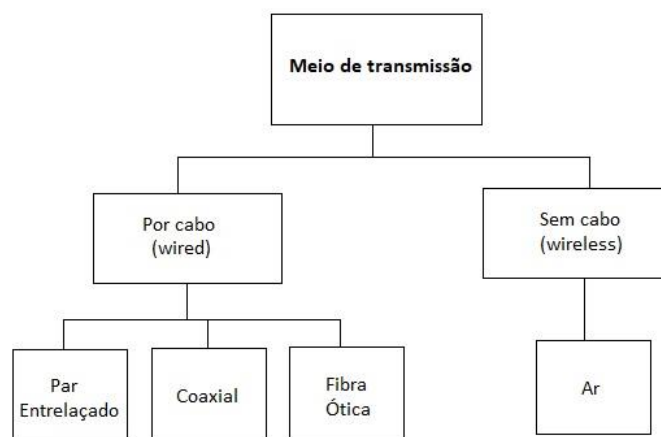 Meio de transmissão
Por cabo
(wired)
Sem cabo
(wireless)
Par
Entrelaçado
Coaxial
Fibra
Ótica
Ar